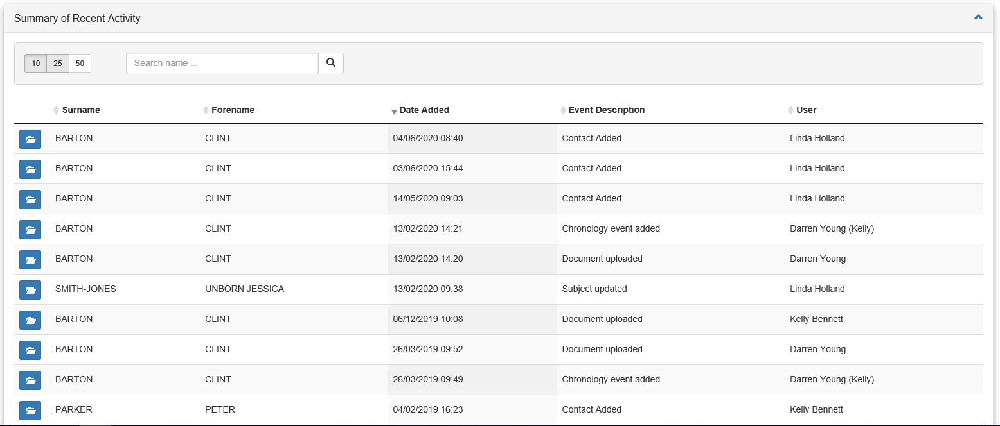 Summary of Recent Activity
10 25 50 Search name ...
Surname Forename Date Added Event Description User
BARTON CLINT 04/06/2020 08:40 Contact Added Linda Holland
BARTON CLINT 03/06/2020 15:44 Contact Added Linda Holland
BARTON CLINT 14/05/2020 09:03 Contact Added Linda Holland
BARTON CLINT 13/02/2020 14:21 Chronology event added Darren Young (Kelly)
BARTON CLINT 13/02/2020 14:20 Document uploaded Darren Young
SMITH-JONES UNBORN JESSICA 13/02/2020 09:38 Subject updated Linda Holland
BARTON CLINT 06/12/2019 10:08 Document uploaded Kelly Bennett
BARTON CLINT 26/03/2019 09:52 Document uploaded Darren Young
BARTON CLINT 26/03/2019 09:49 Chronology event added Darren Young (Kelly)
PARKER PETER 04/02/2019 16:23 Contact Added Kelly Bennett